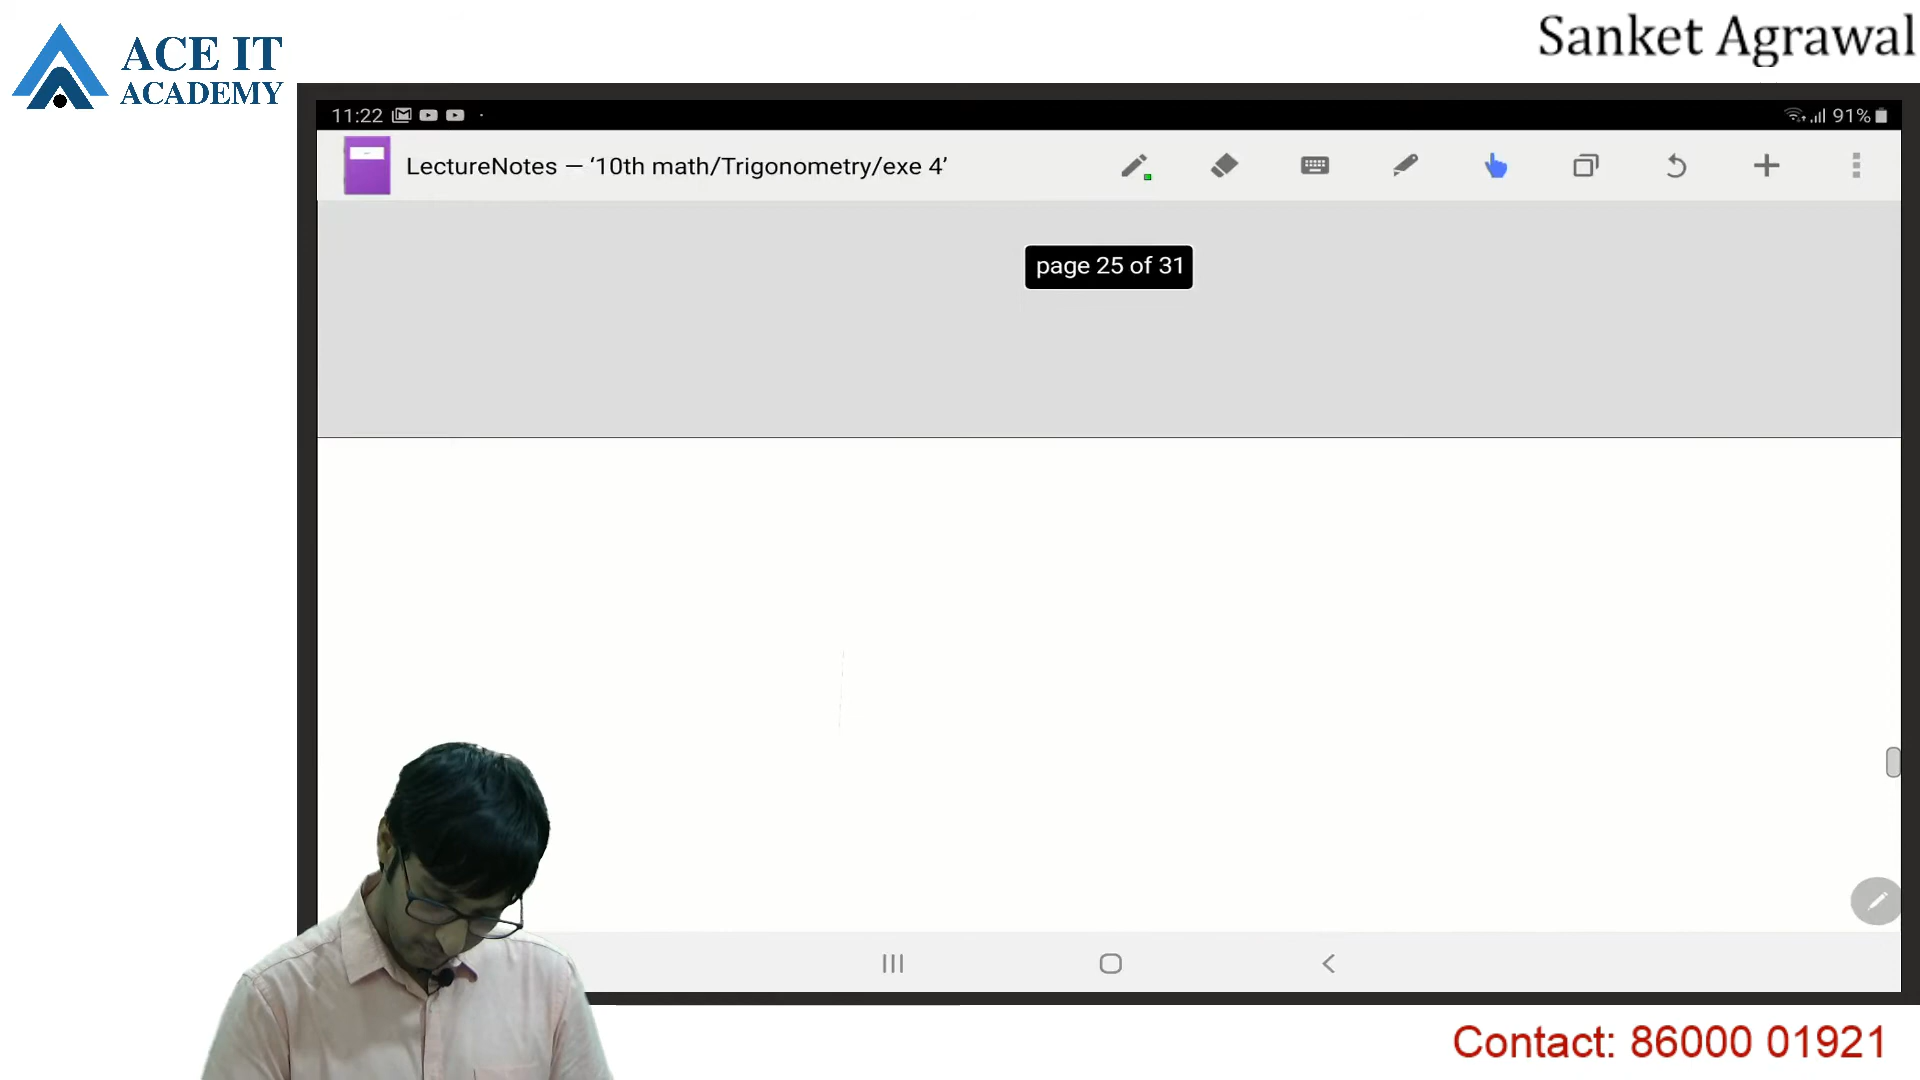 ACE IT
ACADEMY
Sanket Agrawal
11:22
91%
LectureNotes — ‘10th math/Trigonometry/exe 4’
page 25 of 31
Contact: 86000 01921